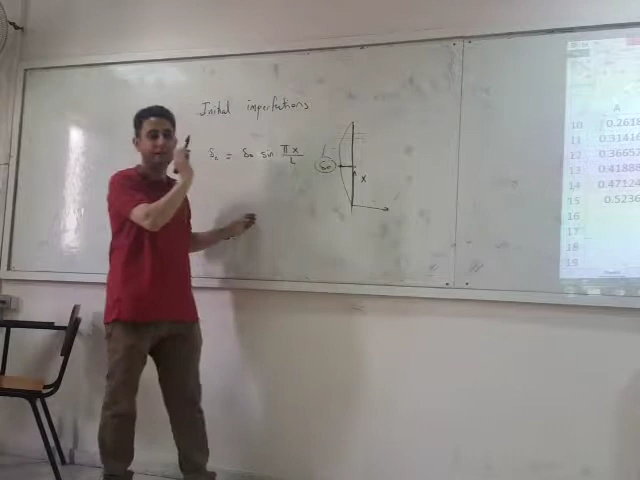 Initial imperfections
δ₀ sin πx/L
x
A
10 0.2618
11 0.31416
12 0.36652
13 0.41888
14 0.47124
15 0.5236
16
17
18
19